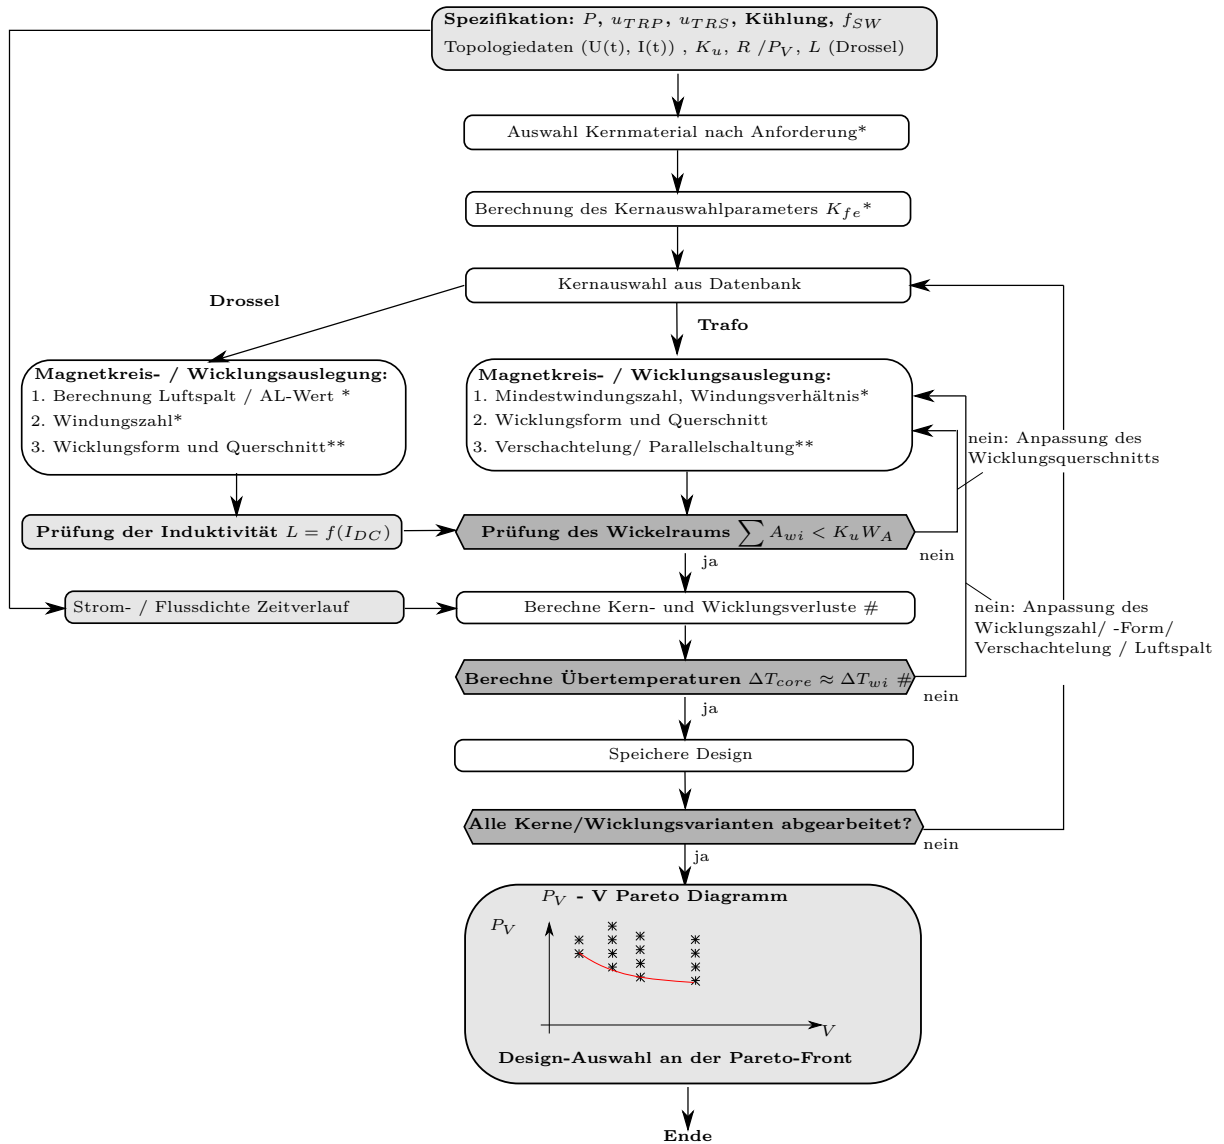 Spezifikation: P, u_TRP, u_TRS, Kühlung, f_SW
Topologiedaten (U(t), I(t)) , K_u, R /P_V, L (Drossel)
Auswahl Kernmaterial nach Anforderung*
Berechnung des Kernauswahlparameters K_fe*
Kernauswahl aus Datenbank
Drossel
Trafo
Magnetkreis- / Wicklungsauslegung:
1. Berechnung Luftspalt / AL-Wert *
2. Windungszahl*
3. Wicklungsform und Querschnitt**
Magnetkreis- / Wicklungsauslegung:
1. Mindestwindungszahl, Windungsverhältnis*
2. Wicklungsform und Querschnitt
3. Verschachtelung/ Parallelschaltung**
nein: Anpassung des
Wicklungsquerschnitts
Prüfung der Induktivität L = f(I_DC)
Prüfung des Wickelraums ∑ A_wi < K_u W_A
nein
ja
Strom- / Flussdichte Zeitverlauf
Berechne Kern- und Wicklungsverluste #
nein: Anpassung des
Wicklungszahl/ -Form/
Verschachtelung / Luftspalt
Berechne Übertemperaturen ΔT_core ≈ ΔT_wi #
nein
ja
Speichere Design
Alle Kerne/Wicklungsvarianten abgearbeitet?
nein
ja
P_V - V Pareto Diagramm
P_V
V
Design-Auswahl an der Pareto-Front
Ende